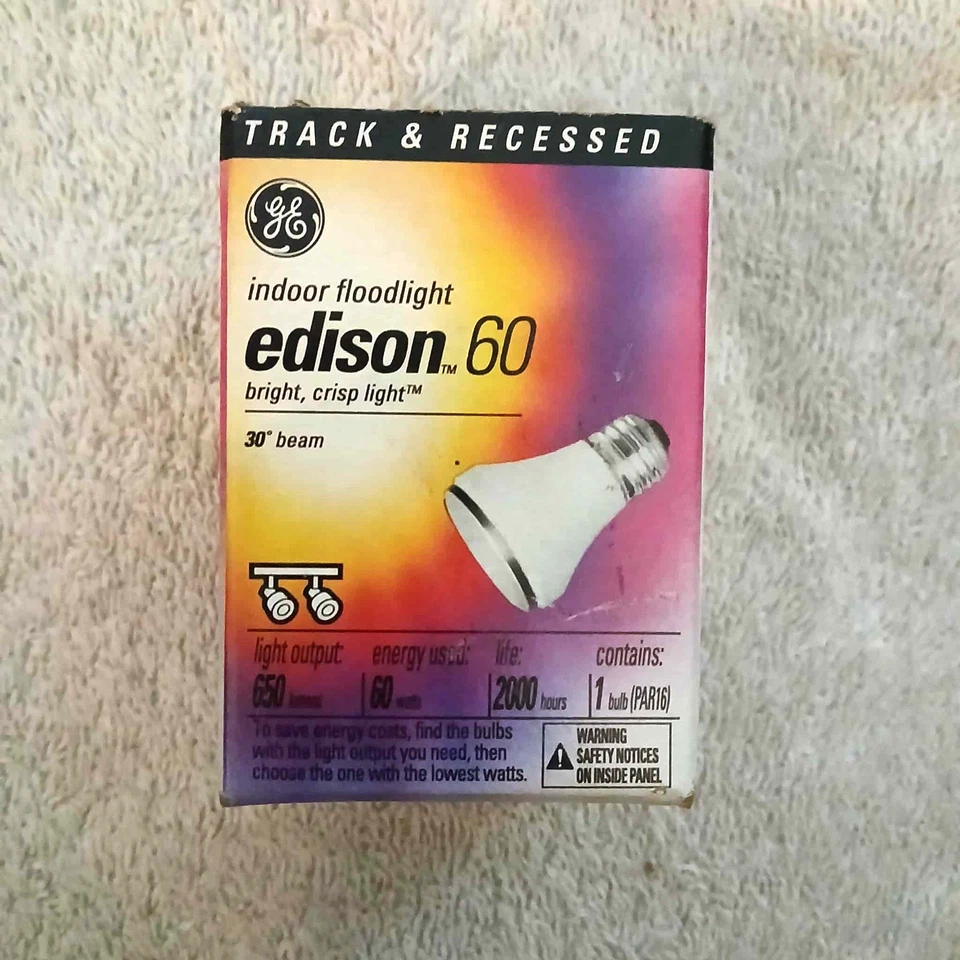 TRACK & RECESSED
GE
indoor floodlight
edison™ 60
bright, crisp light™
30° beam
light output: energy used: life: contains:
650 lumens 60 watts 2000 hours 1 bulb (PAR16)
To save energy costs, find the bulbs
with the light output you need, then
choose the one with the lowest watts.
WARNING
SAFETY NOTICES
ON INSIDE PANEL